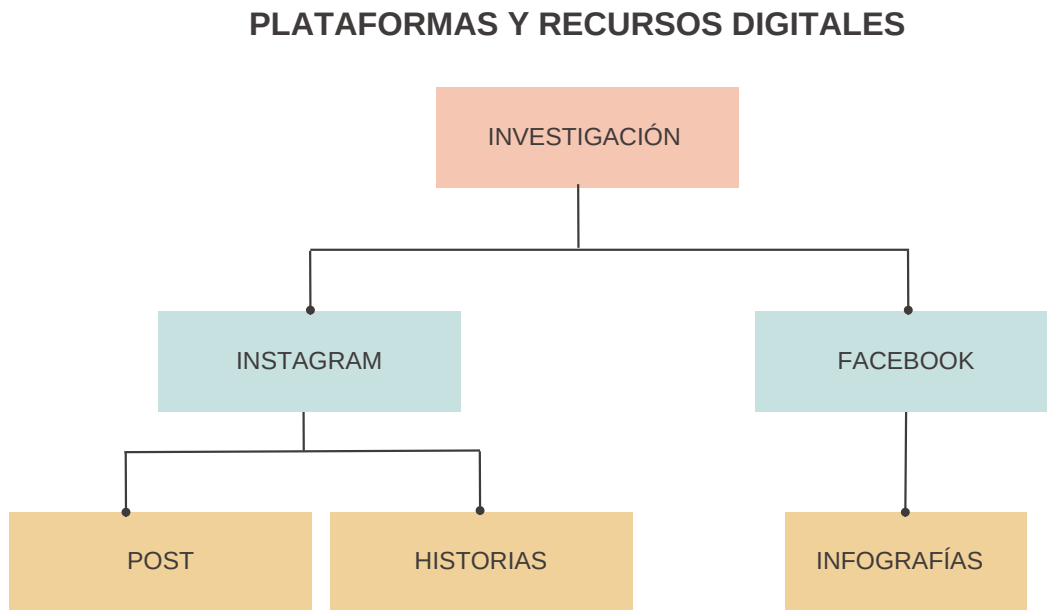 PLATAFORMAS Y RECURSOS DIGITALES
INVESTIGACIÓN
INSTAGRAM
FACEBOOK
POST
HISTORIAS
INFOGRAFÍAS